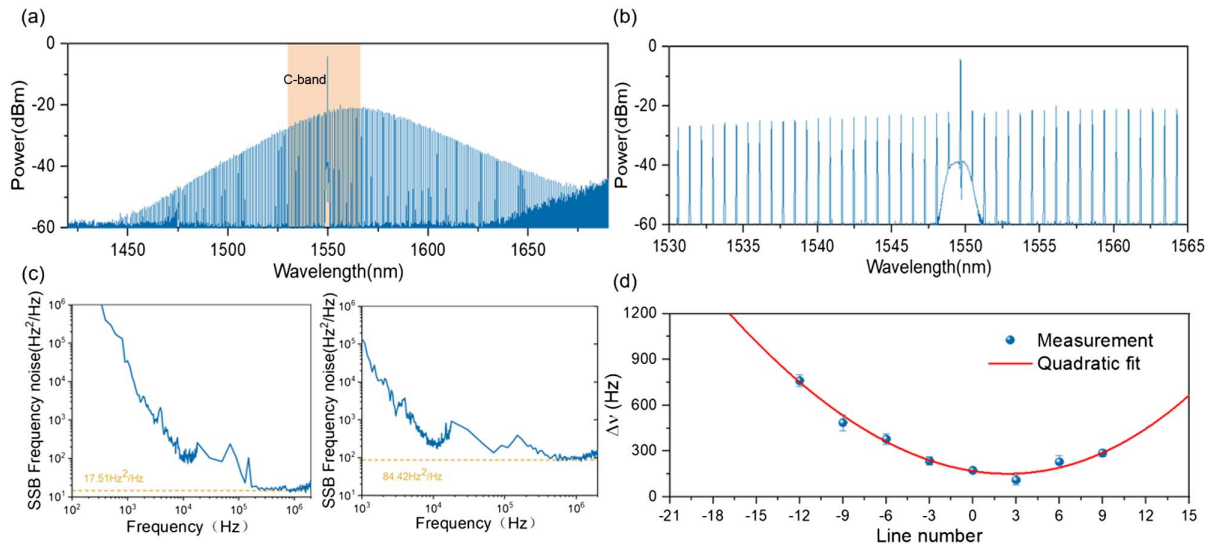 (a)
0
-20
-40
-60
Power(dBm)
C-band
1450 1500 1550 1600 1650
Wavelength(nm)
(b)
0
-20
-40
-60
Power(dBm)
1530 1535 1540 1545 1550 1555 1560 1565
Wavelength(nm)
(c)
SSB Frequency noise(Hz²/Hz)
10⁶
10⁵
10⁴
10³
10²
10¹
17.51Hz²/Hz
10² 10³ 10⁴ 10⁵ 10⁶
Frequency（Hz）
SSB Frequency noise(Hz²/Hz)
10⁶
10⁵
10⁴
10³
10²
10¹
84.42Hz²/Hz
10³ 10⁴ 10⁵ 10⁶
Frequency（Hz）
(d)
1200
900
600
300
0
Δν (Hz)
Measurement
Quadratic fit
-21 -18 -15 -12 -9 -6 -3 0 3 6 9 12 15
Line number